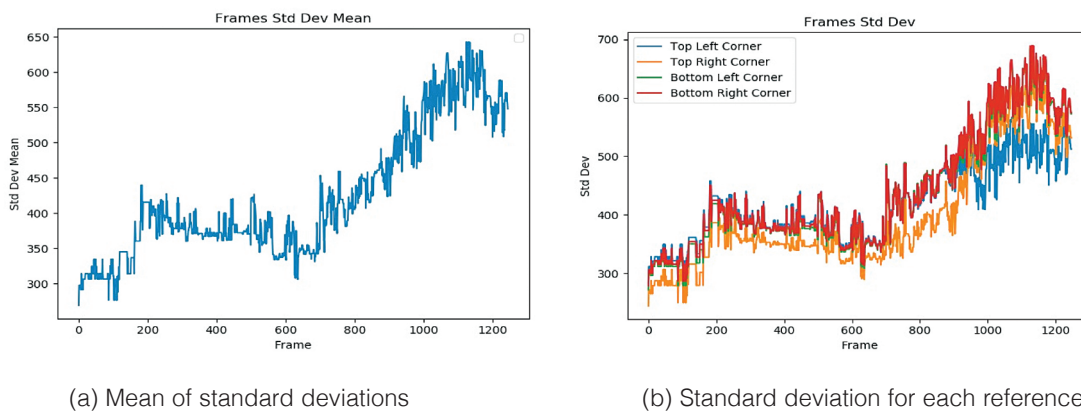 Frames Std Dev Mean
650
600
550
500
450
400
350
300
Std Dev Mean
0 200 400 600 800 1000 1200
Frame
(a) Mean of standard deviations
Frames Std Dev
Top Left Corner
Top Right Corner
Bottom Left Corner
Bottom Right Corner
700
600
500
400
300
Std Dev
0 200 400 600 800 1000 1200
Frame
(b) Standard deviation for each reference